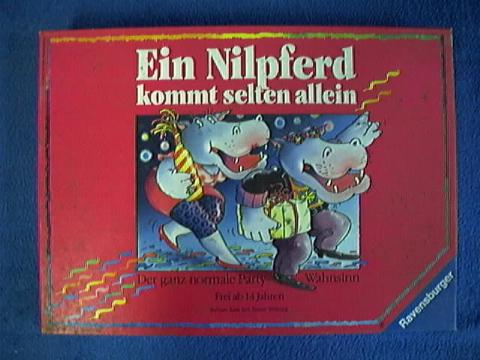 Ein Nilpferd
kommt selten allein
Der ganz normale Party Wahnsinn
Frei ab 14 Jahren
Ravensburger